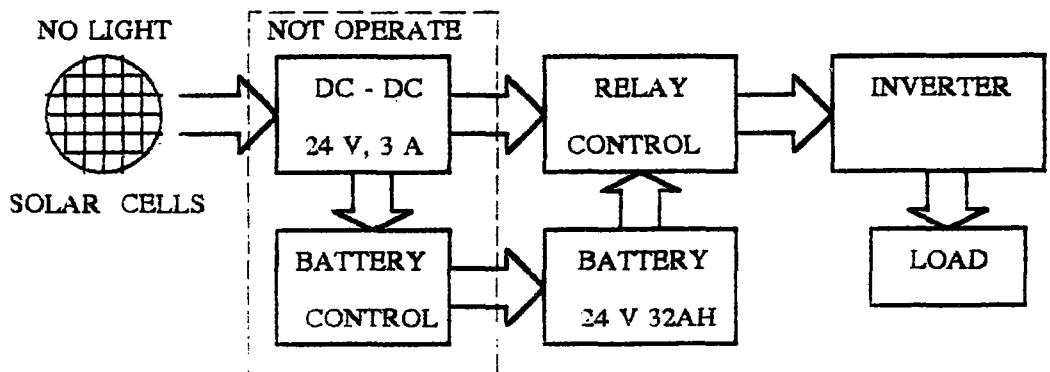 NO LIGHT
SOLAR CELLS
NOT OPERATE
DC - DC
24 V, 3 A
BATTERY
CONTROL
RELAY
CONTROL
BATTERY
24 V 32AH
INVERTER
LOAD